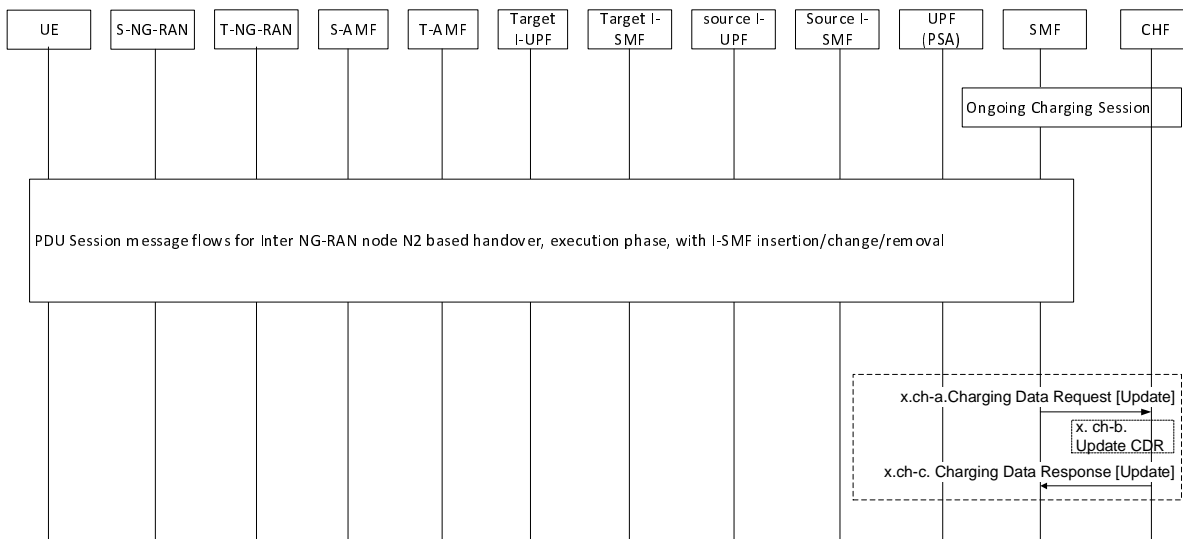 UE
S-NG-RAN
T-NG-RAN
S-AMF
T-AMF
Target
I-UPF
Target I-
SMF
source I-
UPF
Source I-
SMF
UPF
(PSA)
SMF
CHF
Ongoing Charging Session
PDU Session message flows for Inter NG-RAN node N2 based handover, execution phase, with I-SMF insertion/change/removal
x.ch-a.Charging Data Request [Update]
x. ch-b.
Update CDR
x.ch-c. Charging Data Response [Update]